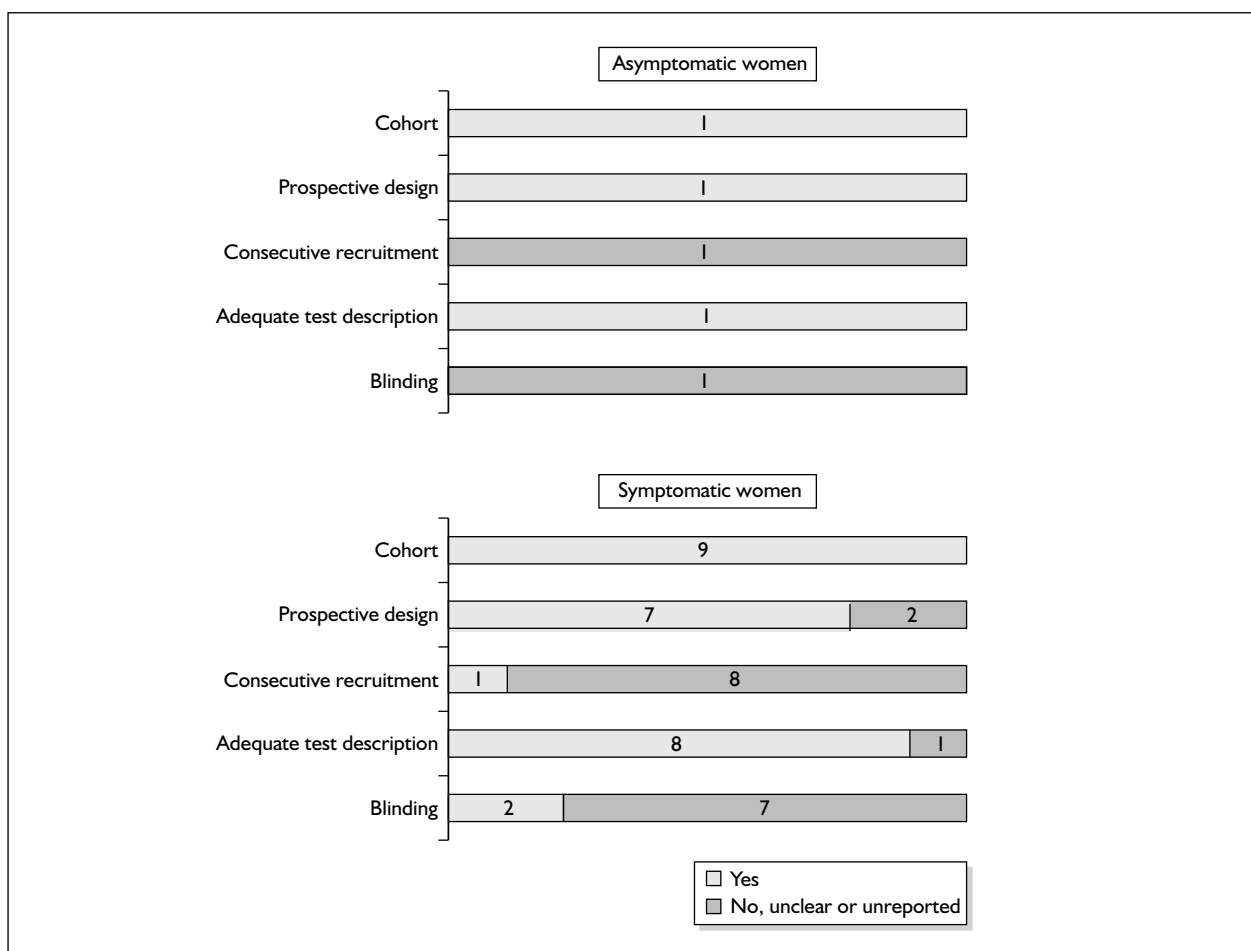 Asymptomatic women
Cohort 1
Prospective design 1
Consecutive recruitment 1
Adequate test description 1
Blinding 1
Symptomatic women
Cohort 9
Prospective design 7 2
Consecutive recruitment 1 8
Adequate test description 8 1
Blinding 2 7
Yes
No, unclear or unreported